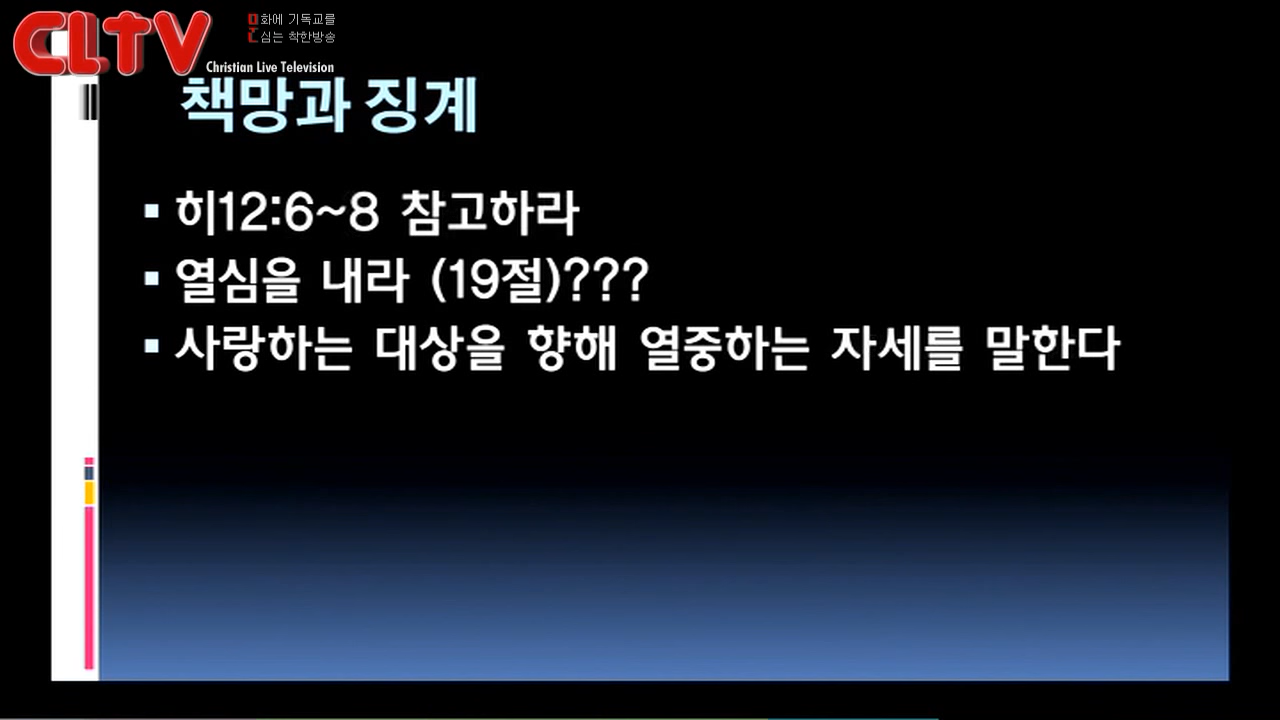 CLTV
문화에 기독교를
심는 착한방송
Christian Live Television
책망과 징계
▪ 히12:6~8 참고하라
▪ 열심을 내라 (19절)???
▪ 사랑하는 대상을 향해 열중하는 자세를 말한다